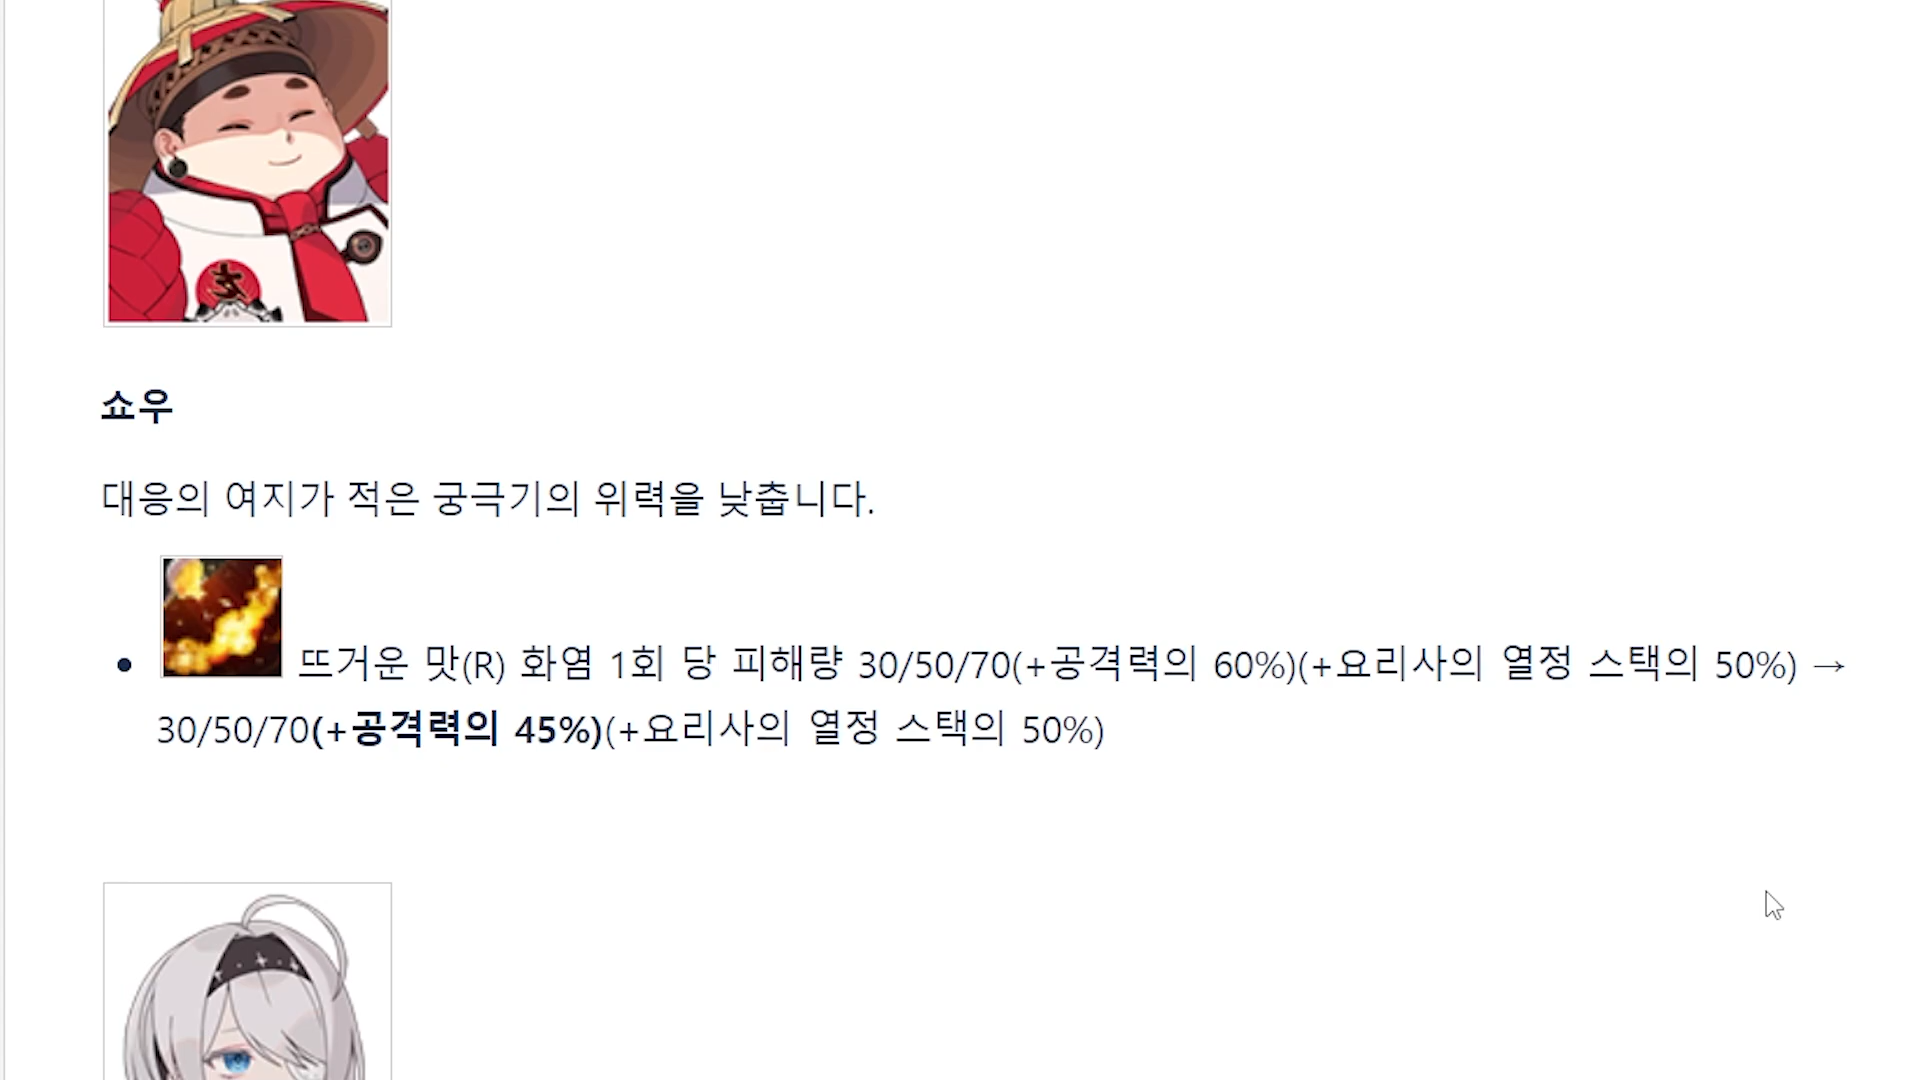 쇼우
대응의 여지가 적은 궁극기의 위력을 낮춥니다.
• 뜨거운 맛(R) 화염 1회 당 피해량 30/50/70(+공격력의 60%)(+요리사의 열정 스택의 50%) →
30/50/70(+공격력의 45%)(+요리사의 열정 스택의 50%)